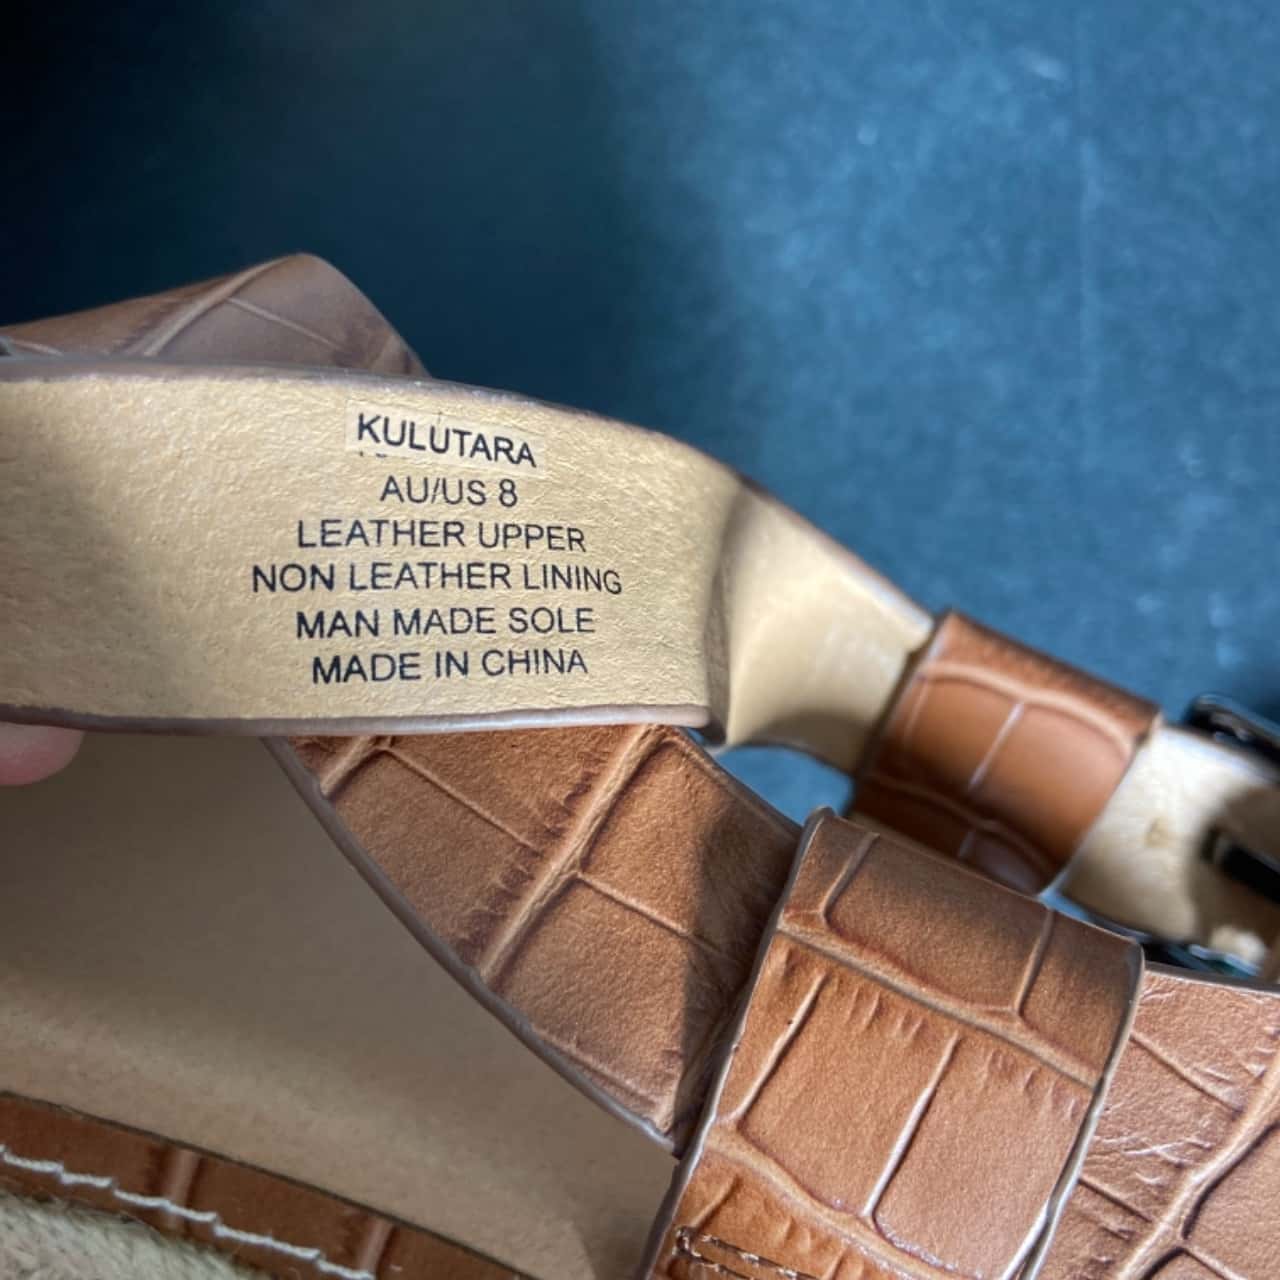 KULUTARA
AU/US 8
LEATHER UPPER
NON LEATHER LINING
MAN MADE SOLE
MADE IN CHINA